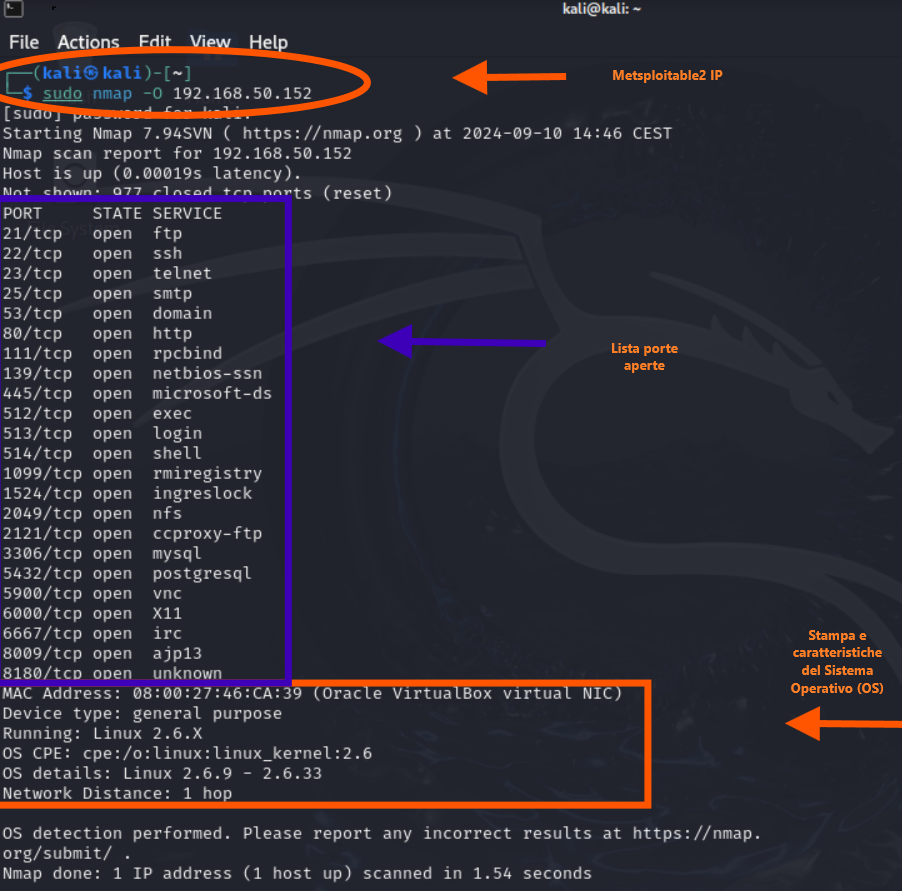 kali@kali: ~
File Actions Edit View Help
(kali㉿kali)-[~]
$ sudo nmap -O 192.168.50.152
Metsploitable2 IP
[sudo] password for kali:
Starting Nmap 7.94SVN ( https://nmap.org ) at 2024-09-10 14:46 CEST
Nmap scan report for 192.168.50.152
Host is up (0.00019s latency).
Not shown: 977 closed tcp ports (reset)
PORT STATE SERVICE
21/tcp open ftp
22/tcp open ssh
23/tcp open telnet
25/tcp open smtp
53/tcp open domain
80/tcp open http
111/tcp open rpcbind
139/tcp open netbios-ssn
445/tcp open microsoft-ds
512/tcp open exec
513/tcp open login
514/tcp open shell
1099/tcp open rmiregistry
1524/tcp open ingreslock
2049/tcp open nfs
2121/tcp open ccproxy-ftp
3306/tcp open mysql
5432/tcp open postgresql
5900/tcp open vnc
6000/tcp open X11
6667/tcp open irc
8009/tcp open ajp13
8180/tcp open unknown
Lista porte
aperte
MAC Address: 08:00:27:46:CA:39 (Oracle VirtualBox virtual NIC)
Device type: general purpose
Running: Linux 2.6.X
OS CPE: cpe:/o:linux:linux_kernel:2.6
OS details: Linux 2.6.9 - 2.6.33
Network Distance: 1 hop
Stampa e
caratteristiche
del Sistema
Operativo (OS)
OS detection performed. Please report any incorrect results at https://nmap.
org/submit/ .
Nmap done: 1 IP address (1 host up) scanned in 1.54 seconds